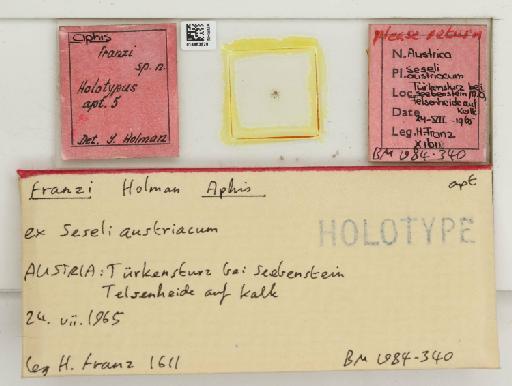 Aphis
franzi
sp. n.
Holotypus
apt. 5
Det. J. Holman
Please return
N. Austrica
Pl. Seseli
austriacum
Türkensturz bei
Loc. Seebenstein
Felsenheide auf
Kalk
Date 24-VII. 1965
Leg. H. Franz
BM 1984-340
Franzi Holman Aphis
apt.
ex Seseli austriacum
HOLOTYPE
AUSTRIA: Türkensturz bei Seebenstein
Telsenheide auf Kalk
24. vii. 1965
leg H. Franz 1611
BM 1984-340